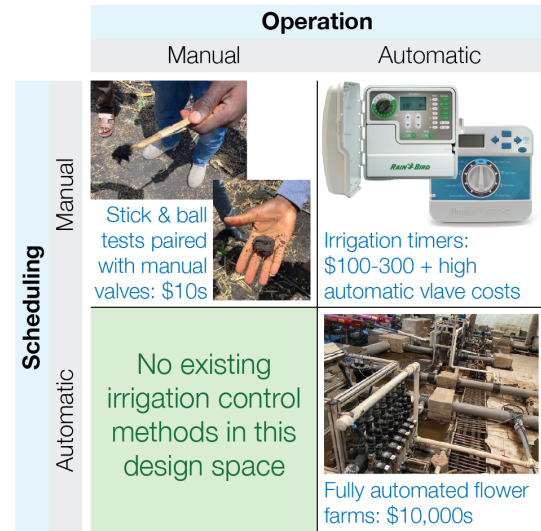 Operation
Manual
Automatic
Scheduling
Manual
Automatic
Stick & ball
tests paired
with manual
valves: $10s
RAIN BIRD
Irrigation timers:
$100-300 + high
automatic vlave costs
No existing
irrigation control
methods in this
design space
Fully automated flower
farms: $10,000s